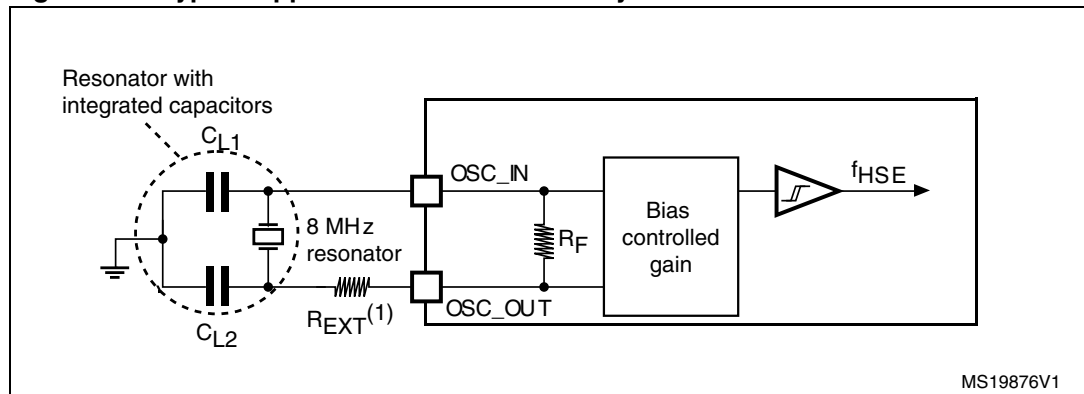 Resonator with
integrated capacitors
CL1
OSC_IN
fHSE
8 MHz
resonator
RF
Bias
controlled
gain
REXT(1)
OSC_OUT
CL2
MS19876V1